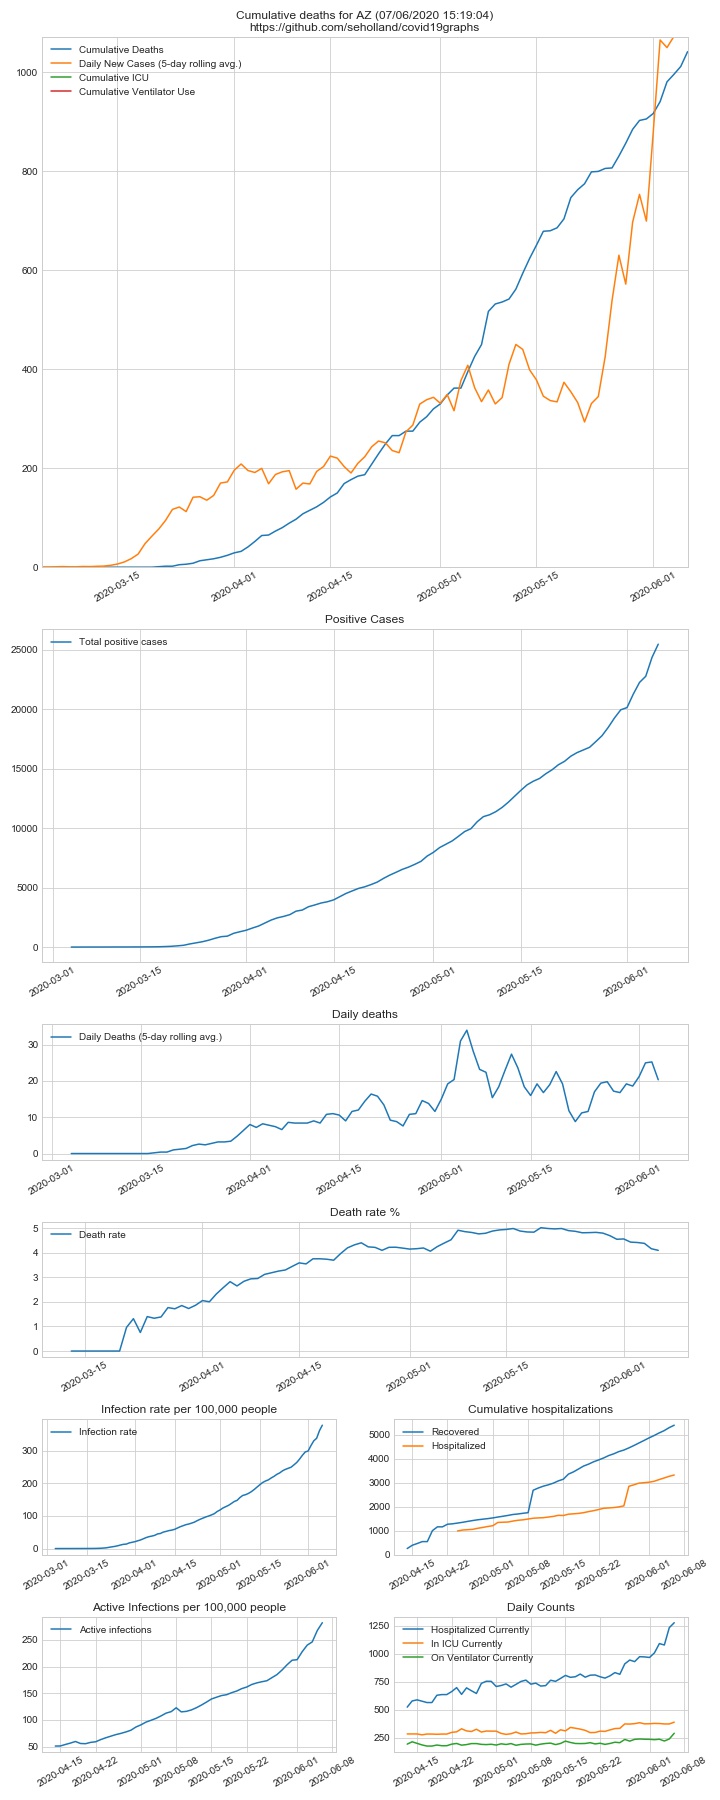 Cumulative deaths for AZ (07/06/2020 15:19:04)
https://github.com/seholland/covid19graphs
Cumulative Deaths
Daily New Cases (5-day rolling avg.)
Cumulative ICU
Cumulative Ventilator Use
1000
800
600
400
200
0
2020-03-15 2020-04-01 2020-04-15 2020-05-01 2020-05-15 2020-06-01
Positive Cases
Total positive cases
25000
20000
15000
10000
5000
0
2020-03-01 2020-03-15 2020-04-01 2020-04-15 2020-05-01 2020-05-15 2020-06-01
Daily deaths
Daily Deaths (5-day rolling avg.)
30
20
10
0
2020-03-01 2020-03-15 2020-04-01 2020-04-15 2020-05-01 2020-05-15 2020-06-01
Death rate %
Death rate
5
4
3
2
1
0
2020-03-15 2020-04-01 2020-04-15 2020-05-01 2020-05-15 2020-06-01
Infection rate per 100,000 people
Infection rate
300
200
100
0
2020-03-01 2020-03-15 2020-04-01 2020-04-15 2020-05-01 2020-05-15 2020-06-01
Cumulative hospitalizations
Recovered
Hospitalized
5000
4000
3000
2000
1000
0
2020-04-15 2020-04-22 2020-05-01 2020-05-08 2020-05-15 2020-05-22 2020-06-01 2020-06-08
Active Infections per 100,000 people
Active infections
250
200
150
100
50
2020-04-15 2020-04-22 2020-05-01 2020-05-08 2020-05-15 2020-05-22 2020-06-01 2020-06-08
Daily Counts
Hospitalized Currently
In ICU Currently
On Ventilator Currently
1250
1000
750
500
250
2020-04-15 2020-04-22 2020-05-01 2020-05-08 2020-05-15 2020-05-22 2020-06-01 2020-06-08